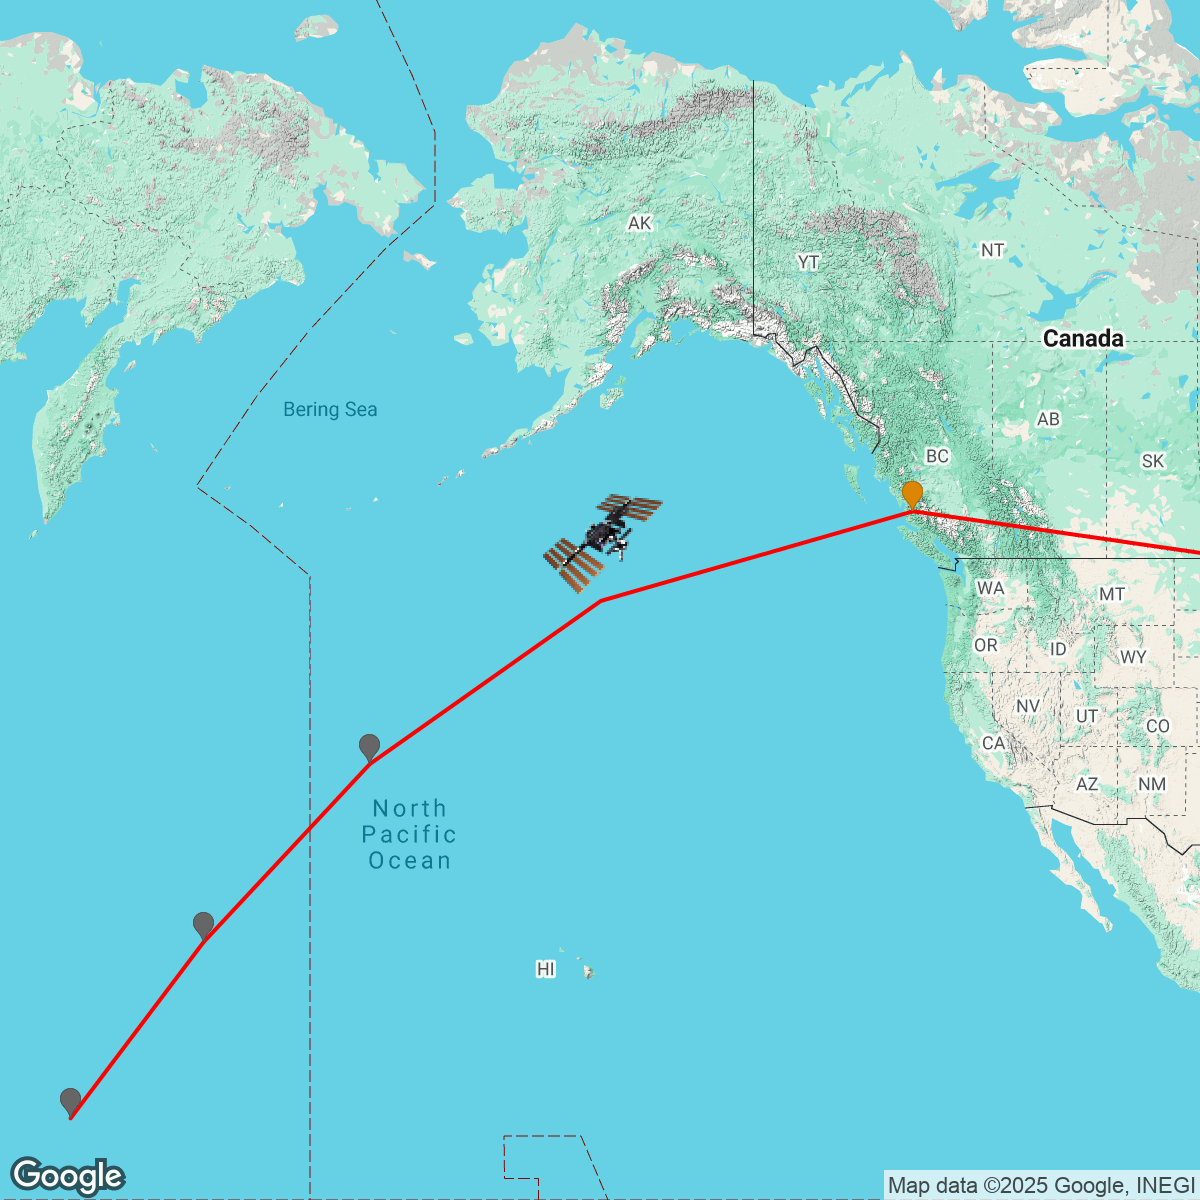 AK
YT
NT
Canada
Bering Sea
AB
BC
SK
WA
MT
OR
ID
WY
NV
UT
CO
CA
AZ
NM
North
Pacific
Ocean
HI
Google
Map data ©2025 Google, INEGI